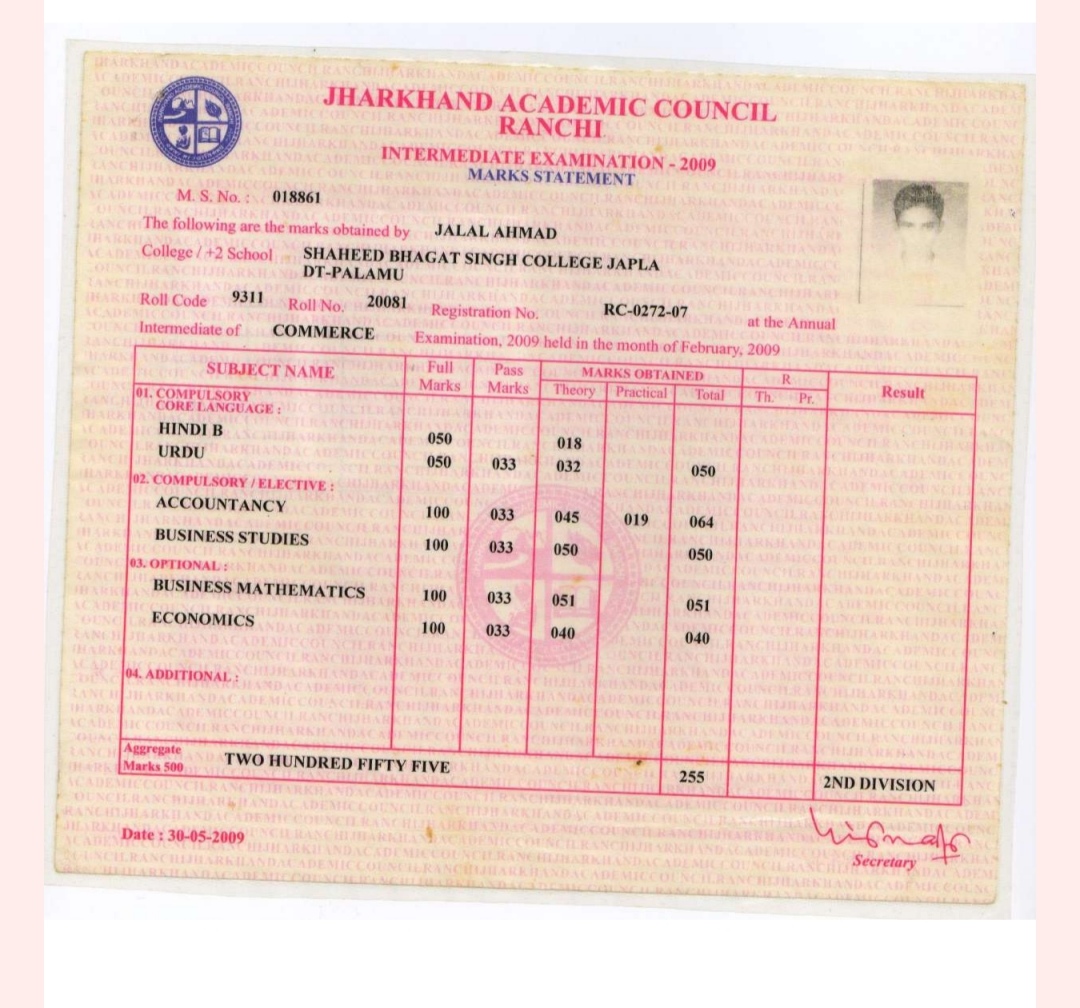 JHARKHAND ACADEMIC COUNCIL
RANCHI
INTERMEDIATE EXAMINATION - 2009
MARKS STATEMENT
M. S. No. : 018861
The following are the marks obtained by JALAL AHMAD
College / +2 School SHAHEED BHAGAT SINGH COLLEGE JAPLA
DT-PALAMU
Roll Code 9311 Roll No. 20081 Registration No. RC-0272-07 at the Annual
Intermediate of COMMERCE Examination, 2009 held in the month of February, 2009
SUBJECT NAME Full Marks Pass Marks MARKS OBTAINED R Result
Theory Practical Total Th. Pr.
01. COMPULSORY
CORE LANGUAGE :
HINDI B 050 018
URDU 050 033 032 050
02. COMPULSORY / ELECTIVE :
ACCOUNTANCY 100 033 045 019 064
BUSINESS STUDIES 100 033 050 050
03. OPTIONAL :
BUSINESS MATHEMATICS 100 033 051 051
ECONOMICS 100 033 040 040
04. ADDITIONAL :
Aggregate
Marks 500 TWO HUNDRED FIFTY FIVE 255 2ND DIVISION
Date : 30-05-2009
Secretary